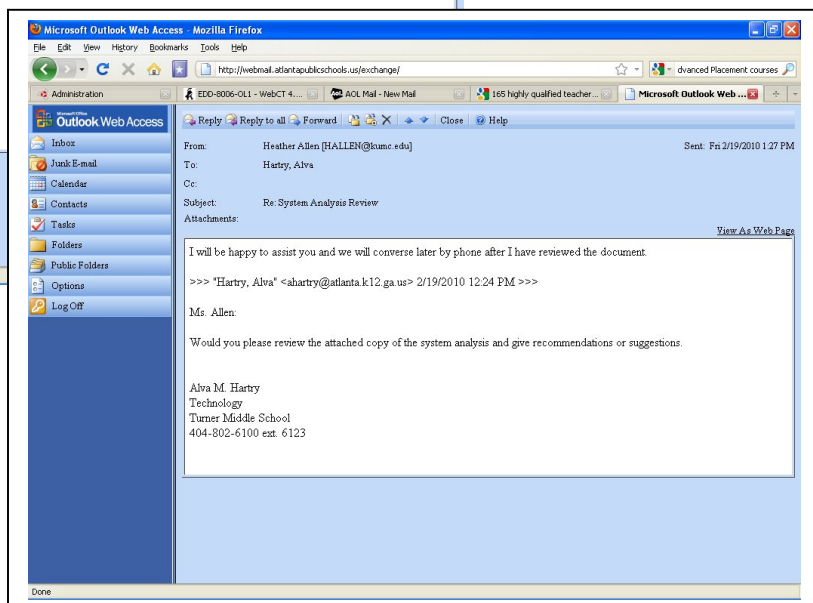 Microsoft Outlook Web Access - Mozilla Firefox
File Edit View History Bookmarks Tools Help
http://webmail.atlantapublicschools.us/exchange/ dvanced Placement courses
Administration EDD-8006-OL1 - WebCT 4.... AOL Mail - New Mail 165 highly qualified teacher... Microsoft Outlook Web ...
Microsoft Office
Outlook Web Access
Reply Reply to all Forward Close Help
Inbox
Junk E-mail
Calendar
Contacts
Tasks
Folders
Public Folders
Options
Log Off
From: Heather Allen [HALLEN@kumc.edu] Sent: Fri 2/19/2010 1:27 PM
To: Hartry, Alva
Cc:
Subject: Re: System Analysis Review
Attachments:
View As Web Page
I will be happy to assist you and we will converse later by phone after I have reviewed the document.
>>> "Hartry, Alva" <ahartry@atlanta.k12.ga.us> 2/19/2010 12:24 PM >>>
Ms. Allen:
Would you please review the attached copy of the system analysis and give recommendations or suggestions.
Alva M. Hartry
Technology
Turner Middle School
404-802-6100 ext. 6123
Done